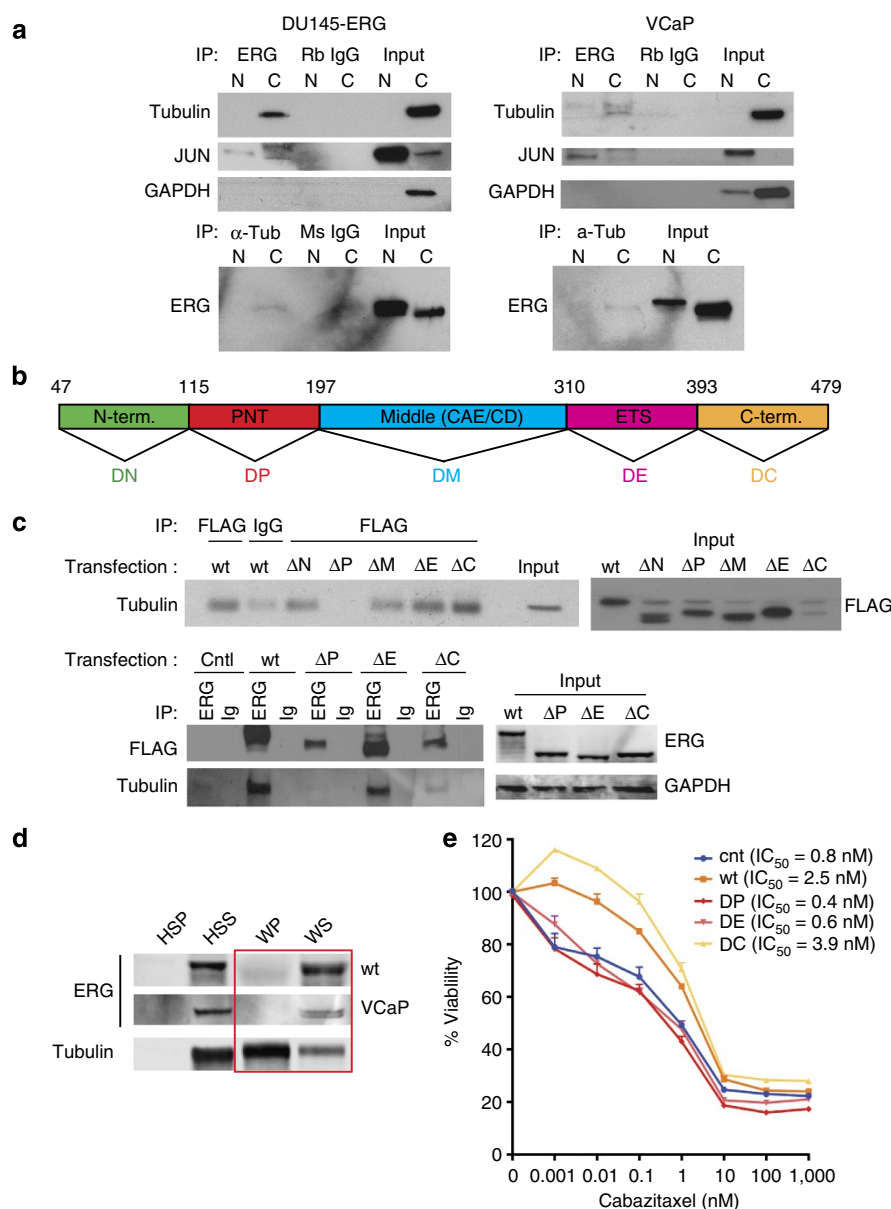 a
DU145-ERG
IP: ERG Rb IgG Input
N C N C N C
Tubulin
JUN
GAPDH
IP: α-Tub Ms IgG Input
N C N C N C
ERG
VCaP
IP: ERG Rb IgG Input
N C N C N C
Tubulin
JUN
GAPDH
IP: a-Tub Input
N C N C
ERG
b
47 115 197 310 393 479
N-term. PNT Middle (CAE/CD) ETS C-term.
DN DP DM DE DC
c
IP: FLAG IgG FLAG
Transfection : wt wt ΔN ΔP ΔM ΔE ΔC Input
Tubulin
Input
wt ΔN ΔP ΔM ΔE ΔC
FLAG
Transfection : Cntl wt ΔP ΔE ΔC
IP: ERG Ig ERG Ig ERG Ig ERG Ig ERG Ig
FLAG
Tubulin
Input
wt ΔP ΔE ΔC
ERG
GAPDH
d
HSP HSS WP WS
ERG
wt
VCaP
Tubulin
e
% Viablility
120
100
80
60
40
20
0
cnt (IC50 = 0.8 nM)
wt (IC50 = 2.5 nM)
DP (IC50 = 0.4 nM)
DE (IC50 = 0.6 nM)
DC (IC50 = 3.9 nM)
0 0.001 0.01 0.1 1 10 100 1,000
Cabazitaxel (nM)